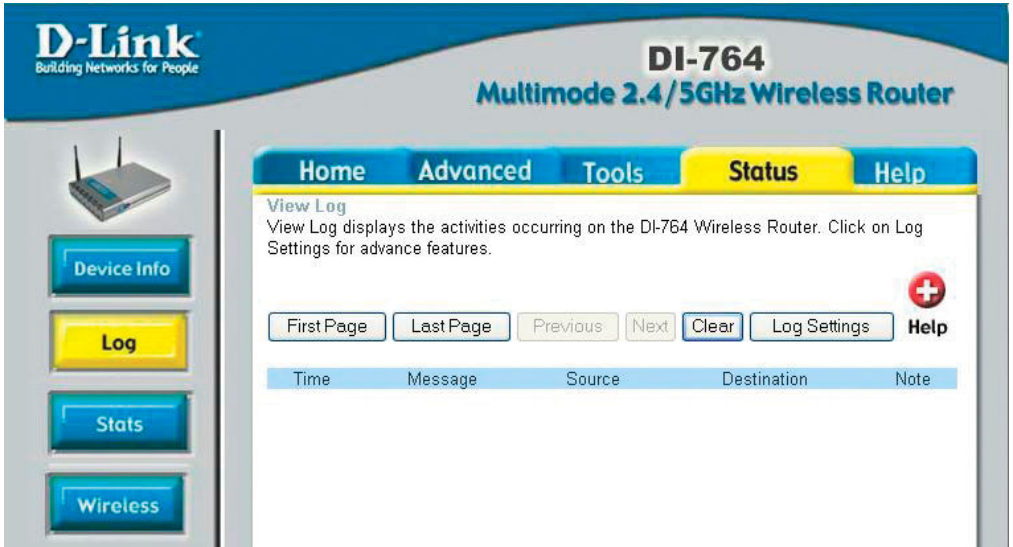 D-Link
Building Networks for People
DI-764
Multimode 2.4/5GHz Wireless Router
Home Advanced Tools Status Help
Device Info
Log
Stats
Wireless
View Log
View Log displays the activities occurring on the DI-764 Wireless Router. Click on Log
Settings for advance features.
First Page Last Page Previous Next Clear Log Settings Help
Time Message Source Destination Note